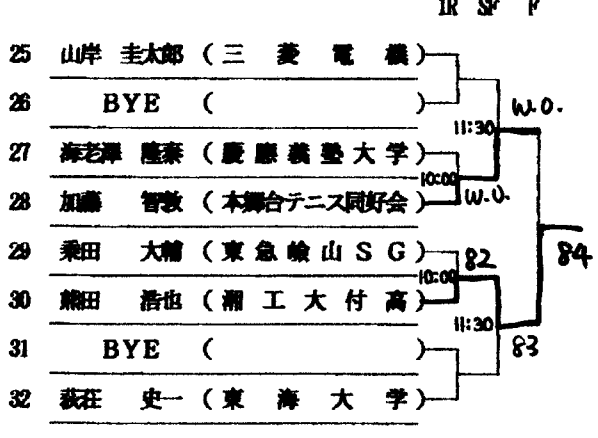 1R SF F
25 山岸 圭太郎 (三菱電機)
26 BYE ( )
W.O.
11:30
27 海老澤 隆泰 (慶應義塾大学)
10:00
28 加藤 智敦 (本郷台テニス同好会)
W.O.
29 乗田 大輔 (東急嶮山SG)
82
84
10:00
30 熊田 浩也 (湘工大付高)
11:30
31 BYE ( )
83
32 荻荘 史一 (東海大学)